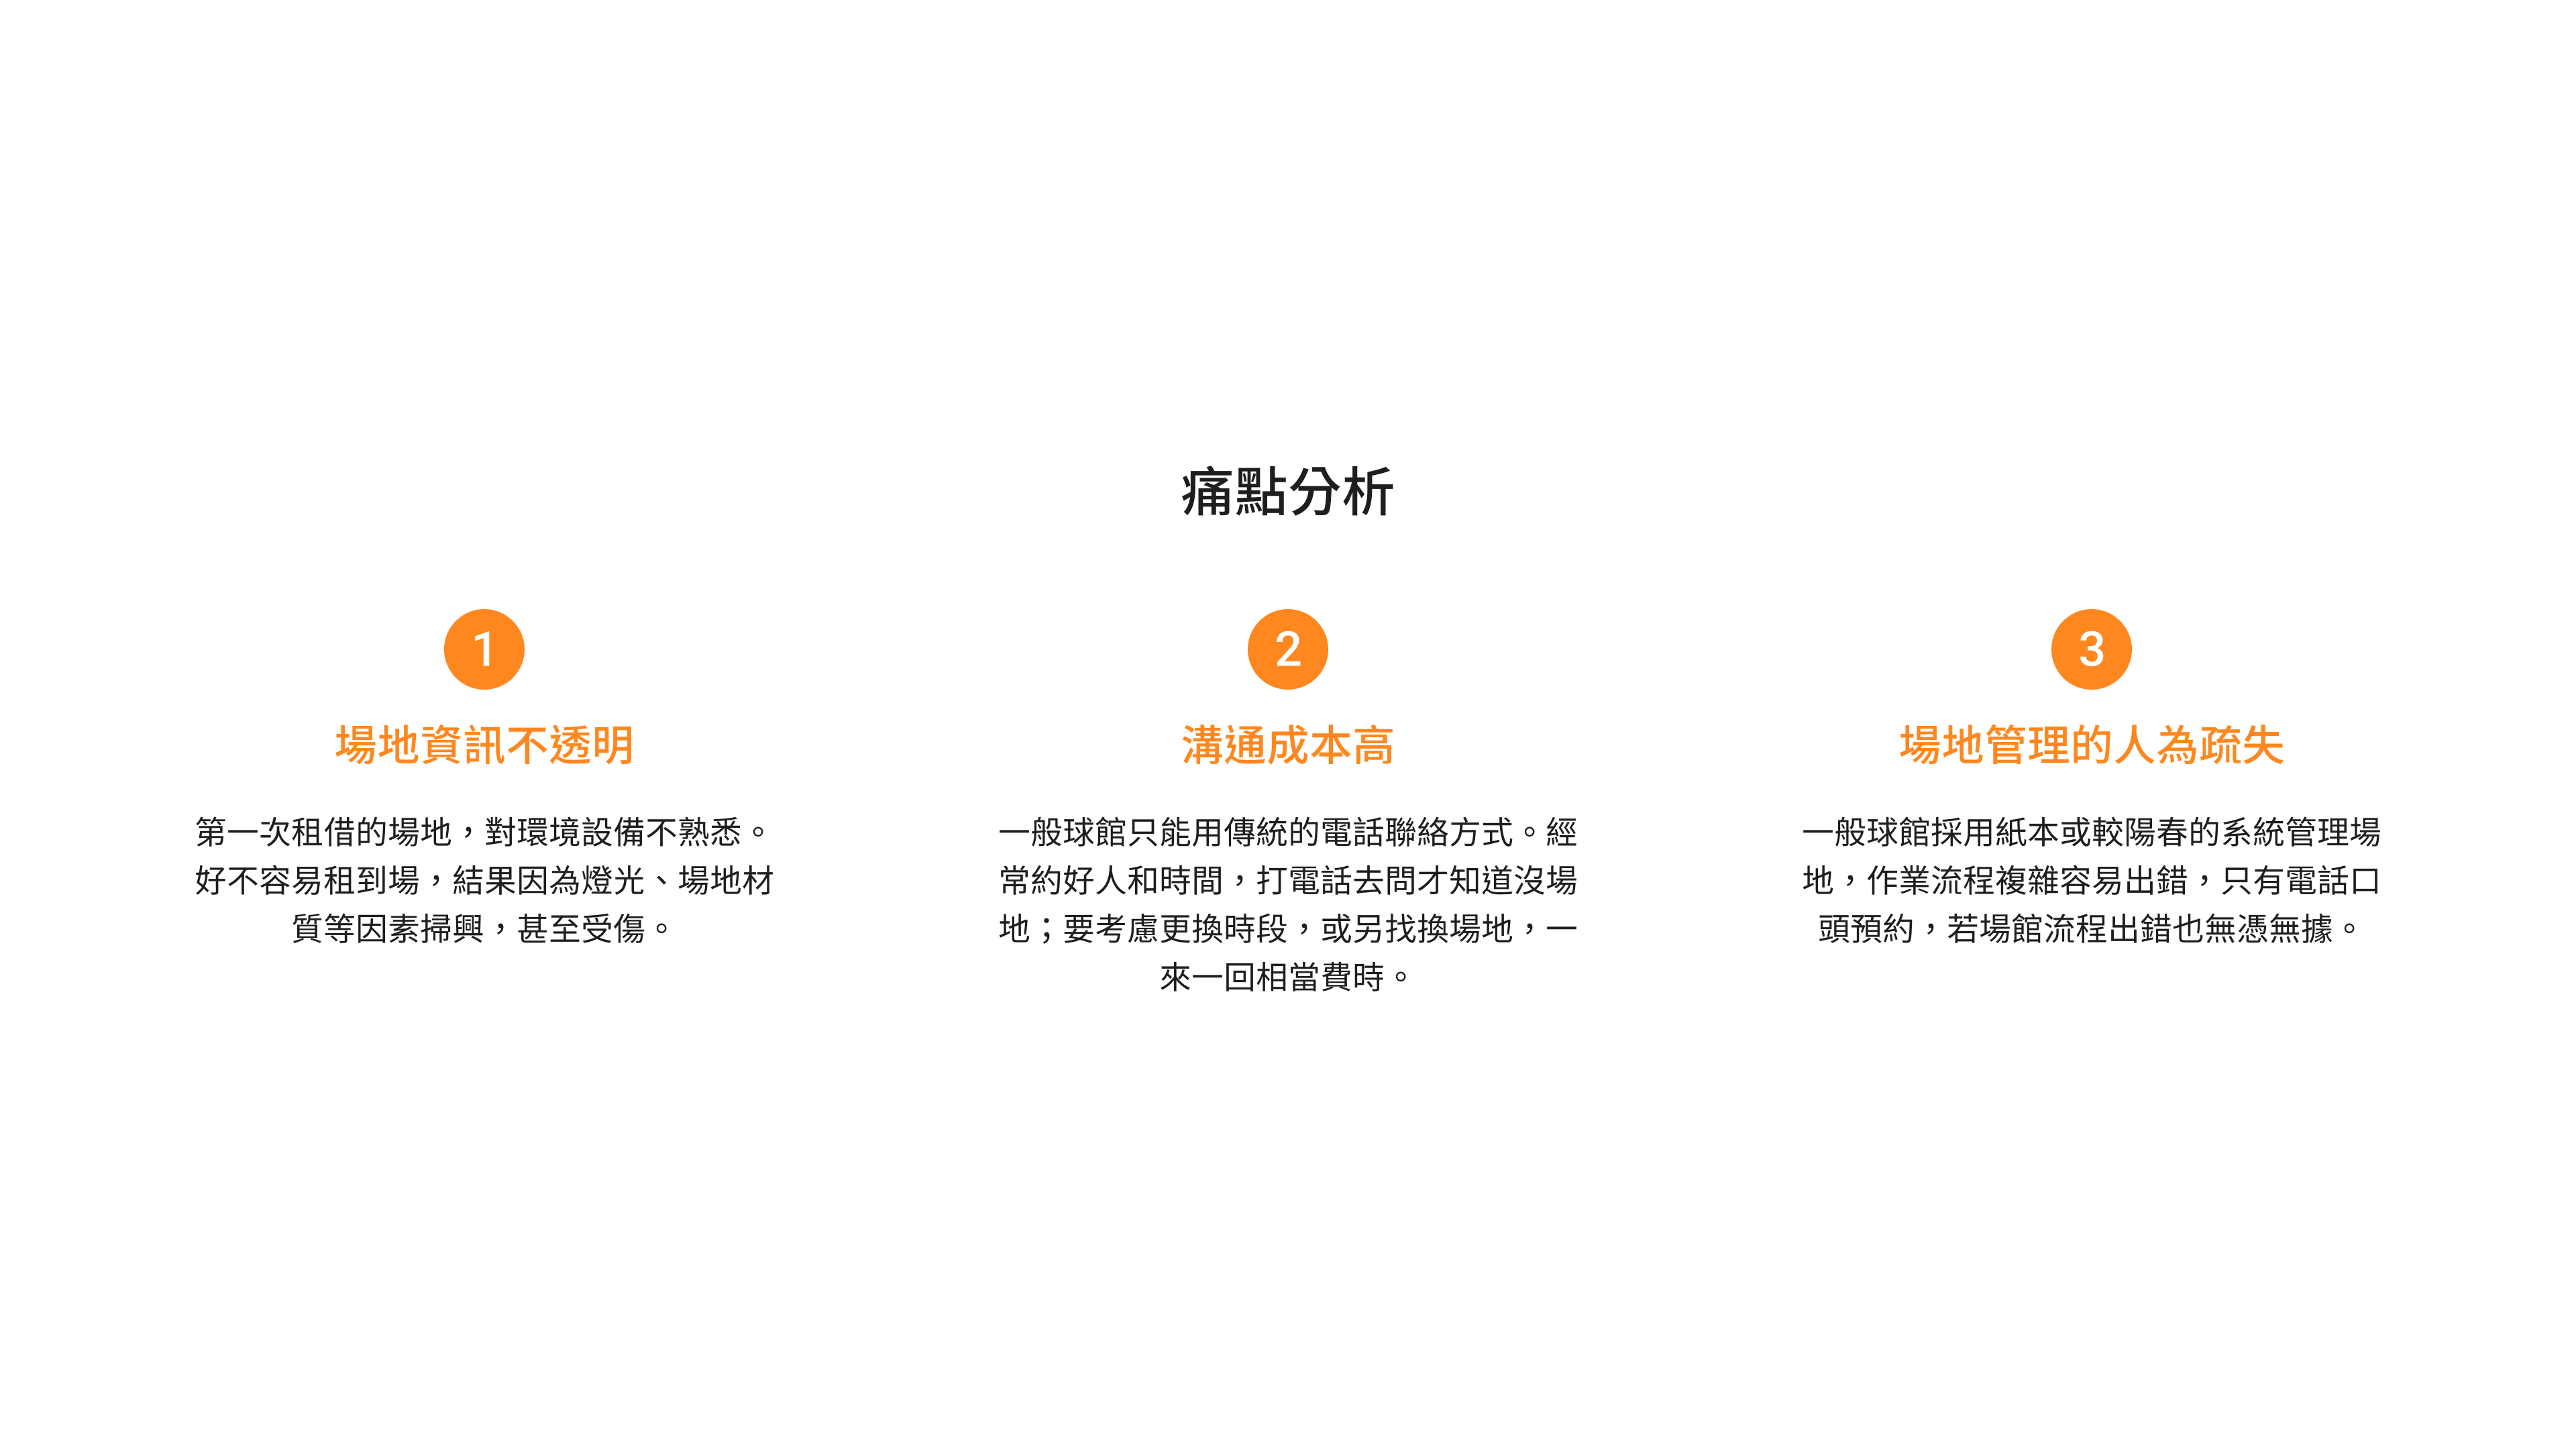 痛點分析
1
場地資訊不透明
第一次租借的場地，對環境設備不熟悉。
好不容易租到場，結果因為燈光、場地材
質等因素掃興，甚至受傷。
2
溝通成本高
一般球館只能用傳統的電話聯絡方式。經
常約好人和時間，打電話去問才知道沒場
地；要考慮更換時段，或另找換場地，一
來一回相當費時。
3
場地管理的人為疏失
一般球館採用紙本或較陽春的系統管理場
地，作業流程複雜容易出錯，只有電話口
頭預約，若場館流程出錯也無憑無據。